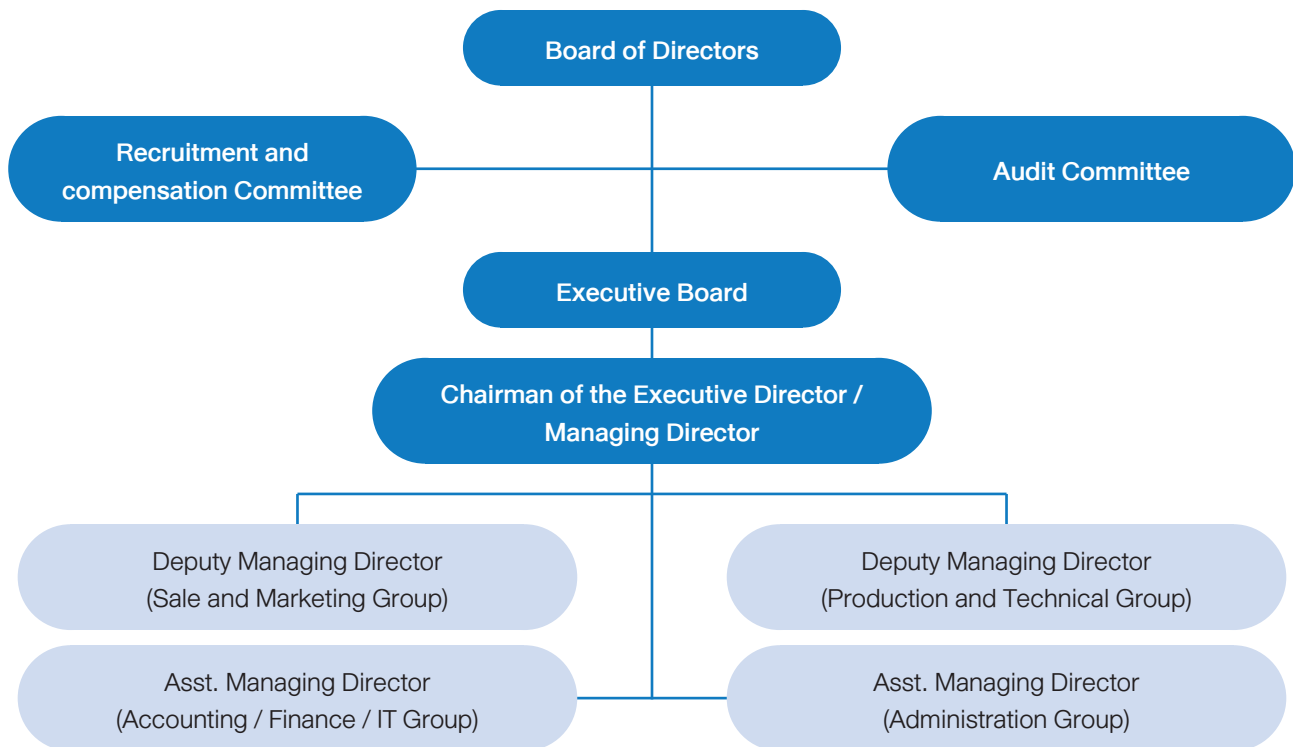 Board of Directors
Recruitment and
compensation Committee
Audit Committee
Executive Board
Chairman of the Executive Director /
Managing Director
Deputy Managing Director
(Sale and Marketing Group)
Deputy Managing Director
(Production and Technical Group)
Asst. Managing Director
(Accounting / Finance / IT Group)
Asst. Managing Director
(Administration Group)